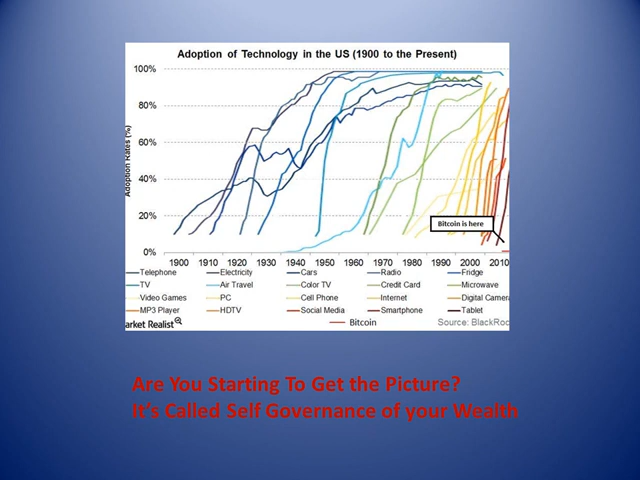 Adoption of Technology in the US (1900 to the Present)
100%
80%
60%
40%
20%
0%
Adoption Rates (%)
Bitcoin is here
1900 1910 1920 1930 1940 1950 1960 1970 1980 1990 2000 2010
Telephone Electricity Cars Radio Fridge
TV Air Travel Color TV Credit Card Microwave
Video Games PC Cell Phone Internet Digital Camera
MP3 Player HDTV Social Media Smartphone Tablet
arket Realist Bitcoin Source: BlackRoc
Are You Starting To Get the Picture?
It's Called Self Governance of your Wealth